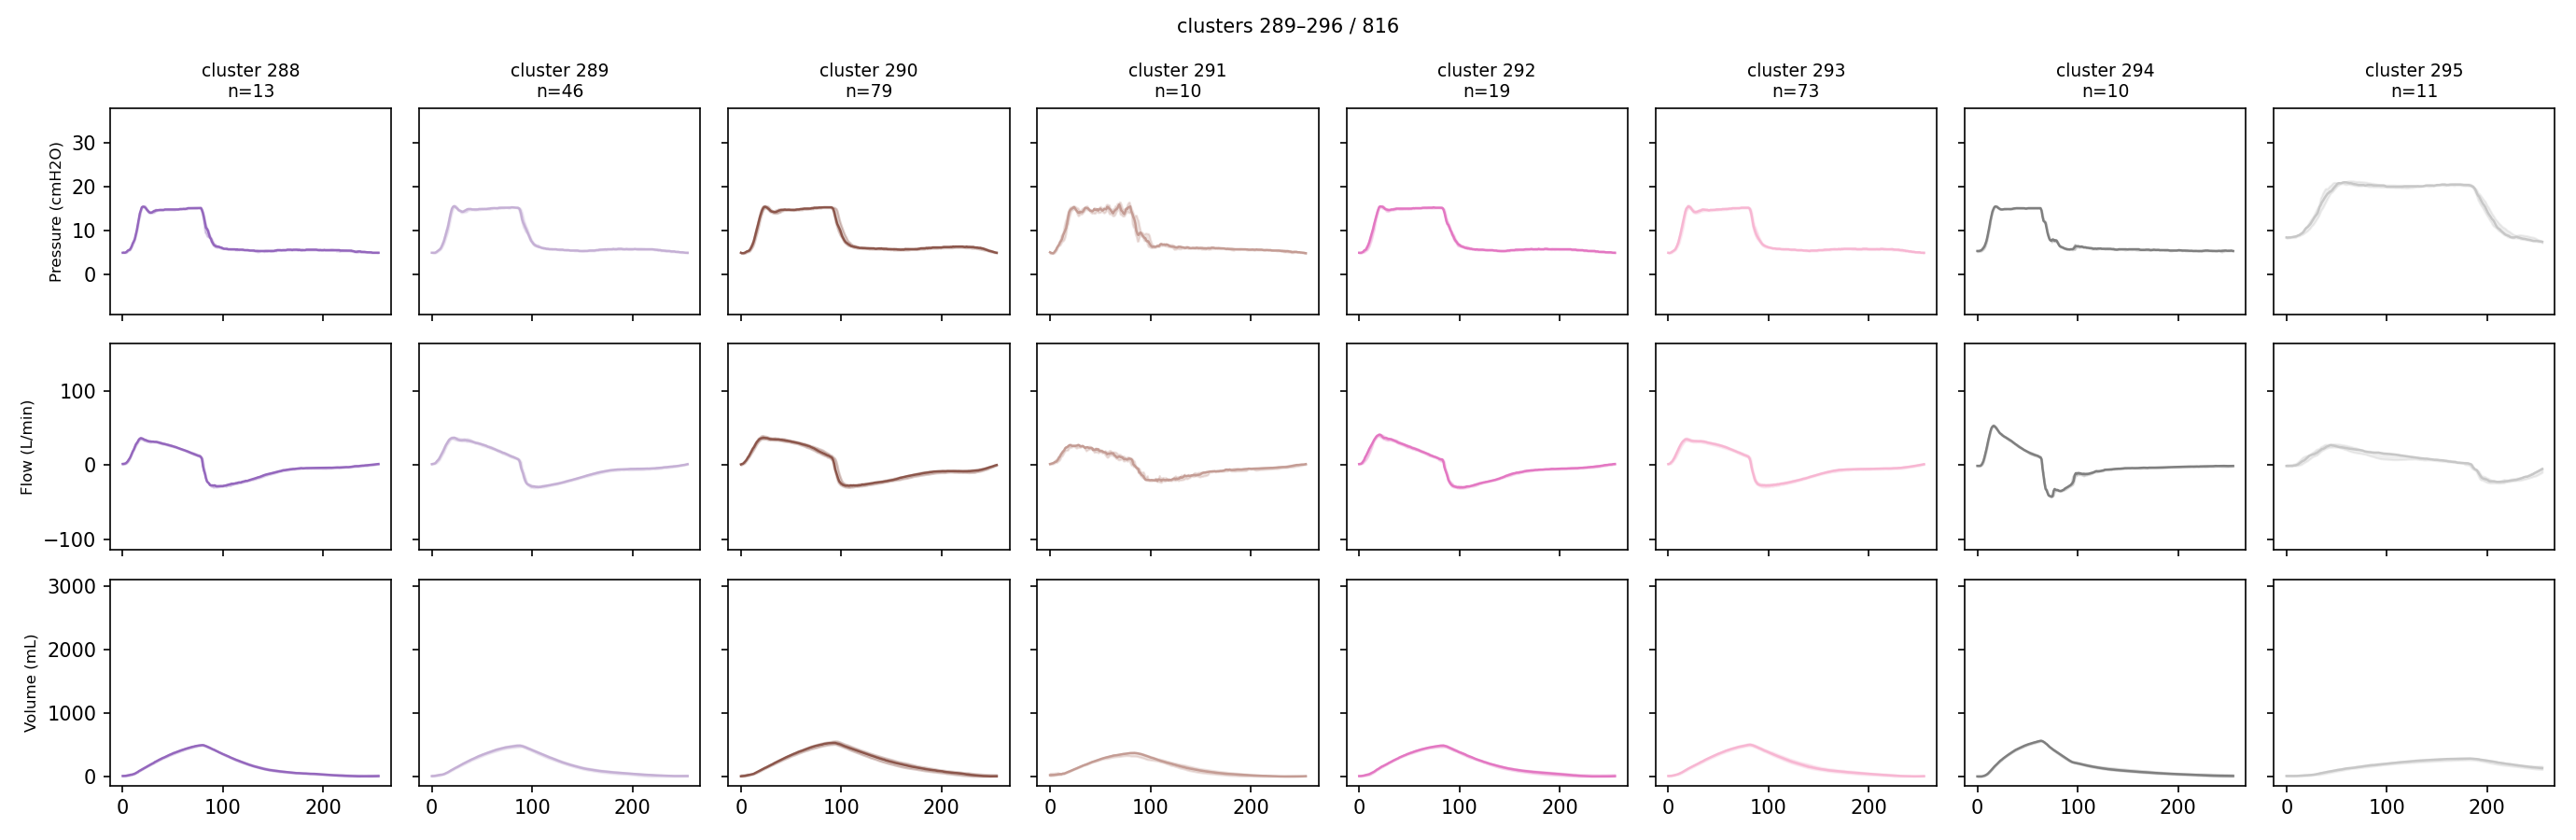 clusters 289–296 / 816
cluster 288
n=13
cluster 289
n=46
cluster 290
n=79
cluster 291
n=10
cluster 292
n=19
cluster 293
n=73
cluster 294
n=10
cluster 295
n=11
Pressure (cmH2O)
30
20
10
0
Flow (L/min)
100
0
−100
Volume (mL)
3000
2000
1000
0
0 100 200
0 100 200
0 100 200
0 100 200
0 100 200
0 100 200
0 100 200
0 100 200